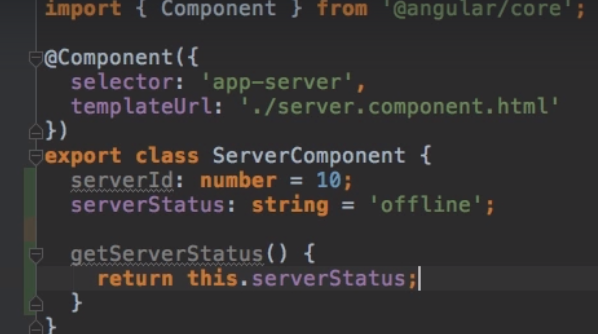 import { Component } from '@angular/core';
@Component({
selector: 'app-server',
templateUrl: './server.component.html'
})
export class ServerComponent {
serverId: number = 10;
serverStatus: string = 'offline';
getServerStatus() {
return this.serverStatus;
}
}